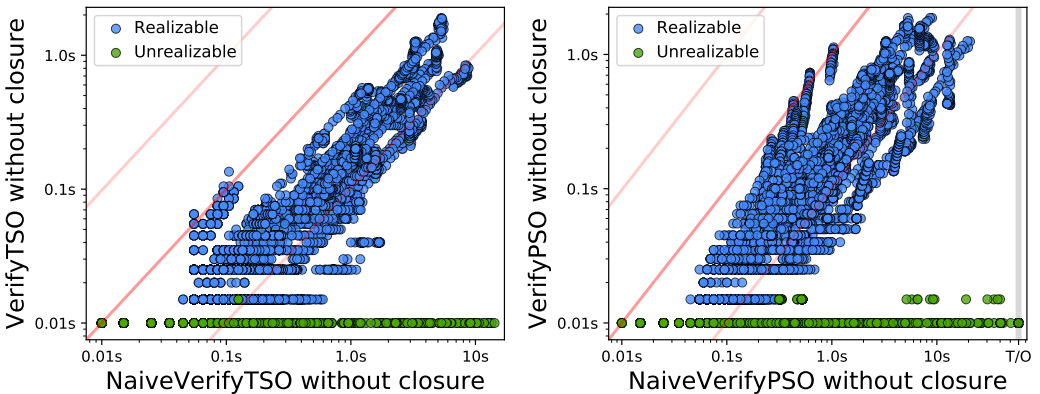 VerifyTSO without closure
1.0s
0.1s
0.01s
Realizable
Unrealizable
0.01s 0.1s 1.0s 10s
NaiveVerifyTSO without closure
VerifyPSO without closure
1.0s
0.1s
0.01s
Realizable
Unrealizable
0.01s 0.1s 1.0s 10s T/O
NaiveVerifyPSO without closure